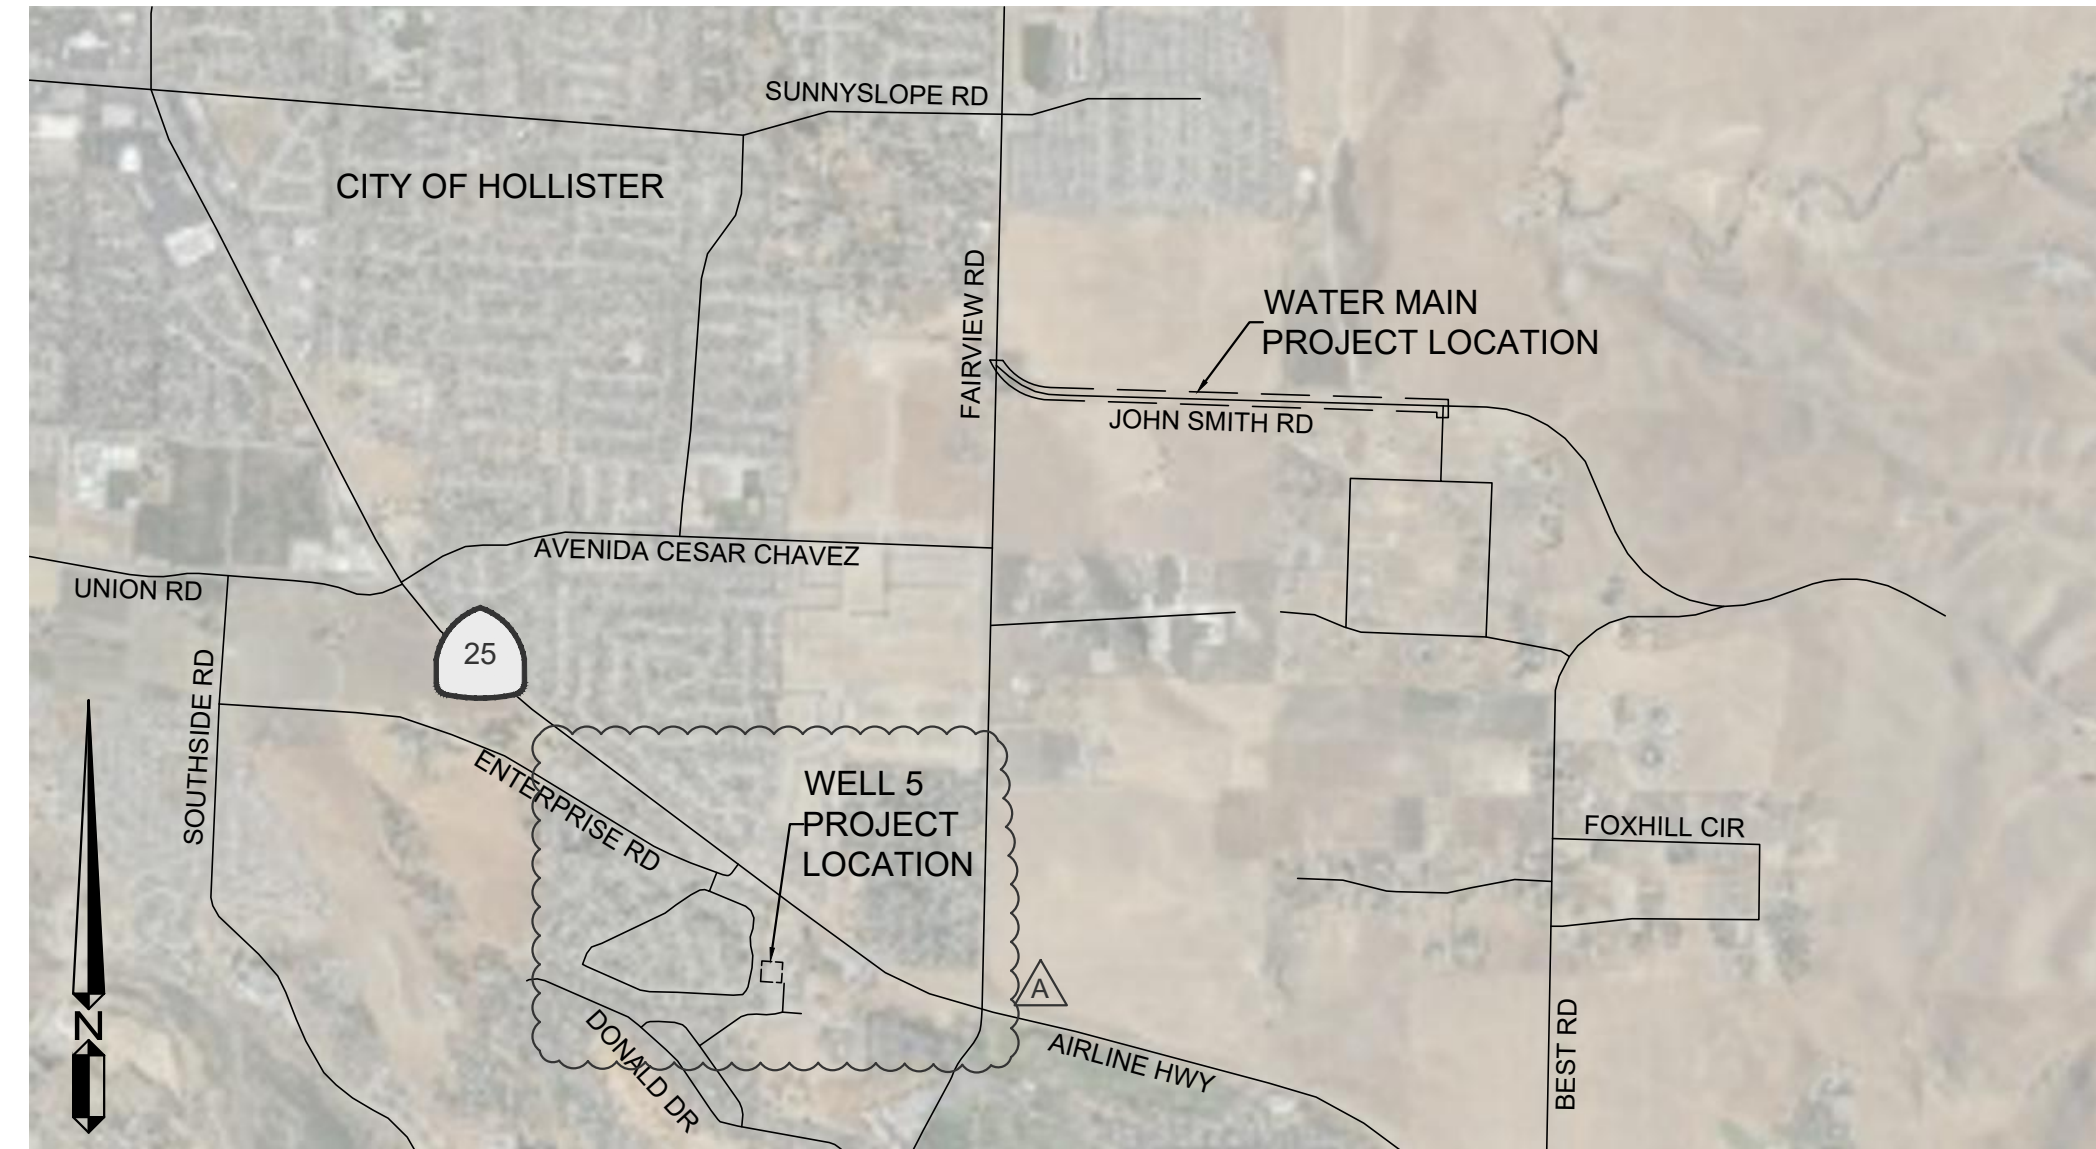 SUNNYSLOPE RD
CITY OF HOLLISTER
FAIRVIEW RD
WATER MAIN
PROJECT LOCATION
JOHN SMITH RD
AVENIDA CESAR CHAVEZ
UNION RD
25
SOUTHSIDE RD
ENTERPRISE RD
WELL 5
PROJECT
LOCATION
FOXHILL CIR
A
N
DONALD DR
AIRLINE HWY
BEST RD